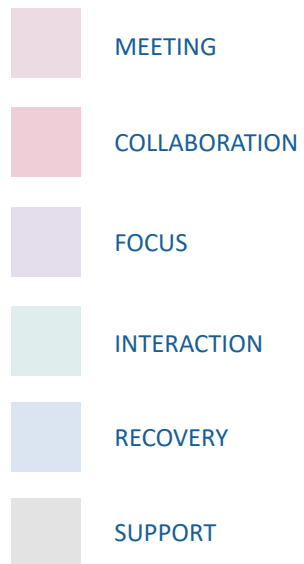 MEETING
COLLABORATION
FOCUS
INTERACTION
RECOVERY
SUPPORT